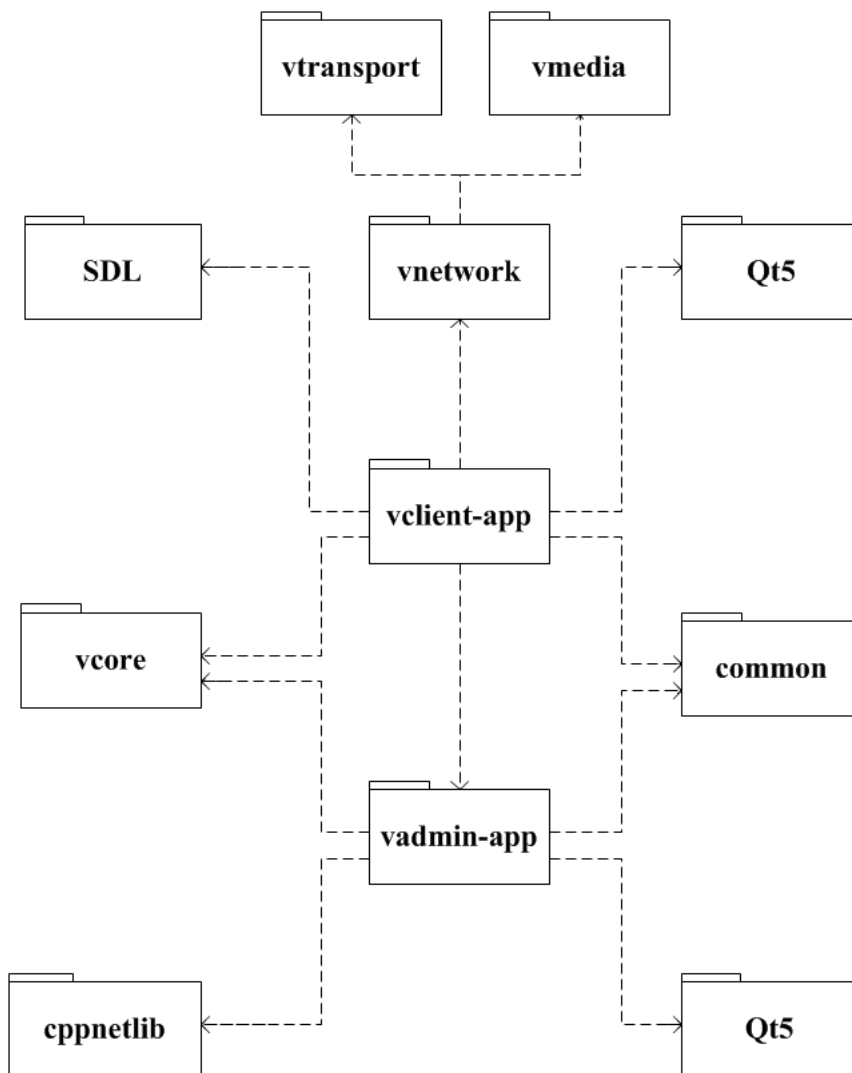 vtransport
vmedia
SDL
vnetwork
Qt5
vclient-app
vcore
common
vadmin-app
cppnetlib
Qt5